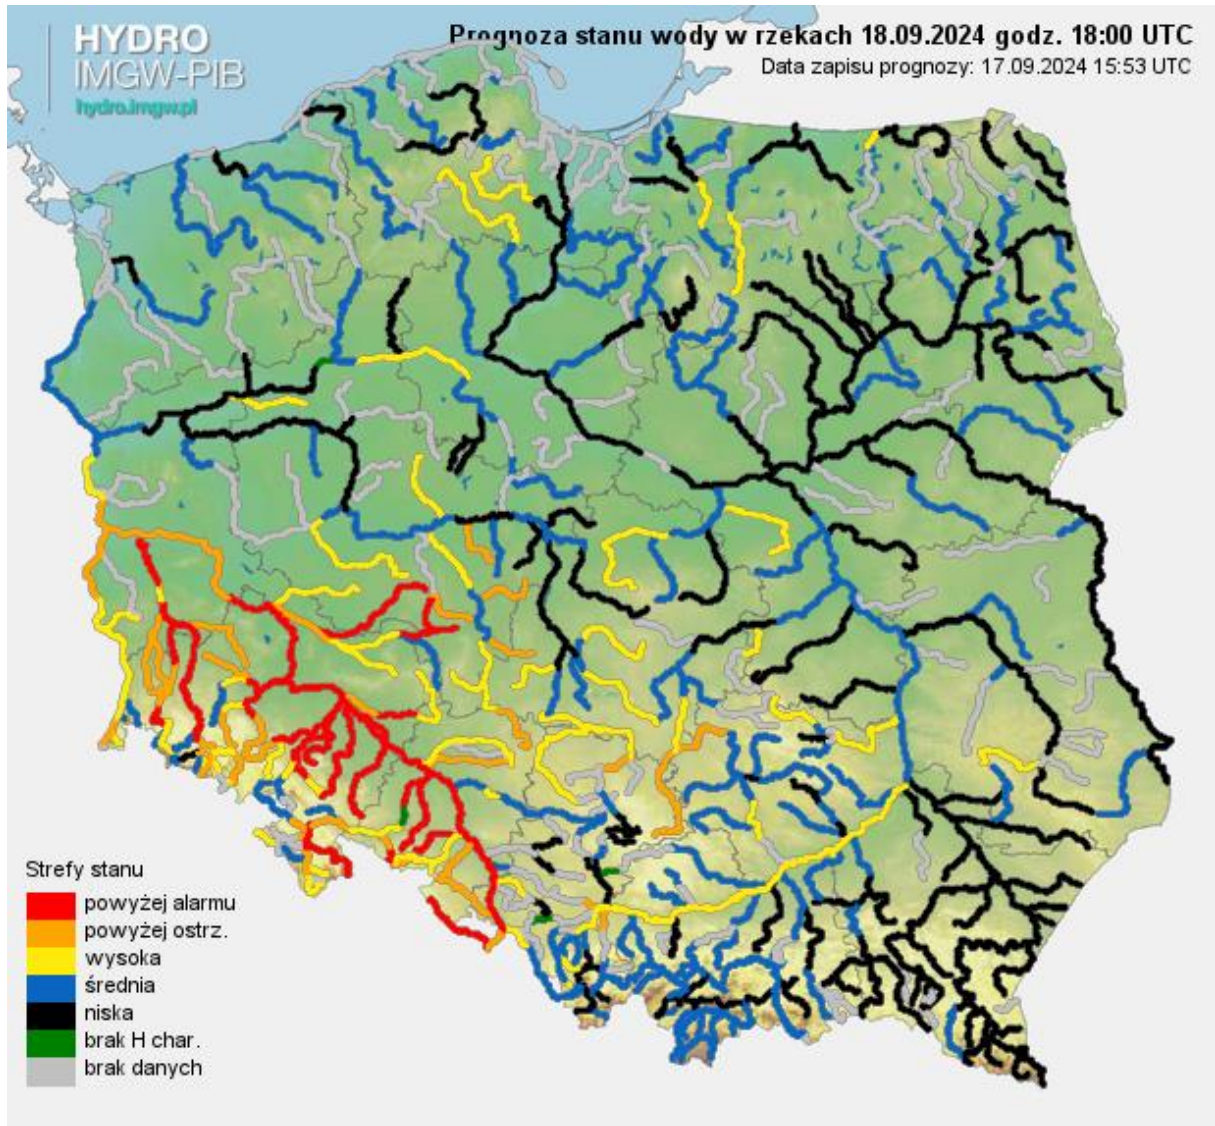 HYDRO
IMGW-PIB
hydro.imgw.pl
Prognoza stanu wody w rzekach 18.09.2024 godz. 18:00 UTC
Data zapisu prognozy: 17.09.2024 15:53 UTC
Strefy stanu
powyżej alarmu
powyżej ostrz.
wysoka
średnia
niska
brak H char.
brak danych